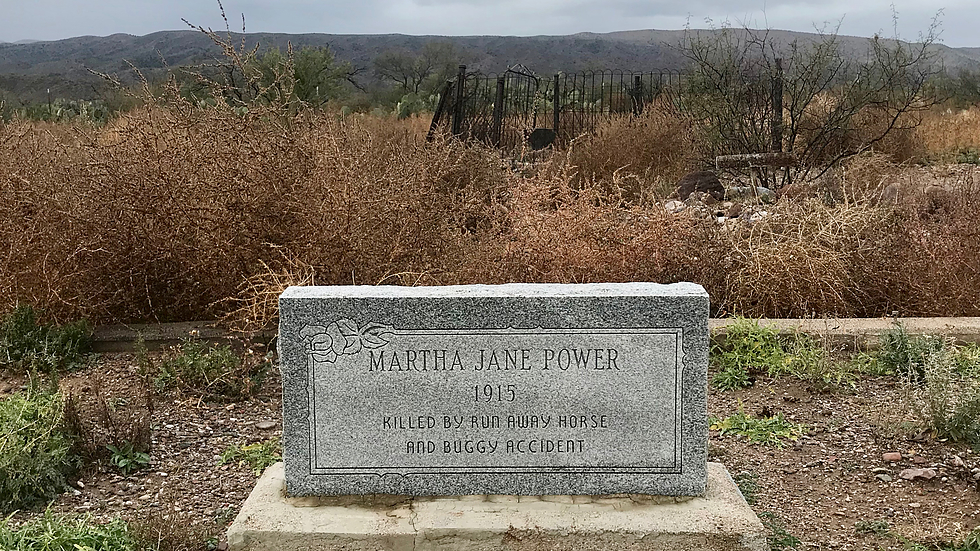 MARTHA JANE POWER
1915
KILLED BY RUN AWAY HORSE
AND BUGGY ACCIDENT